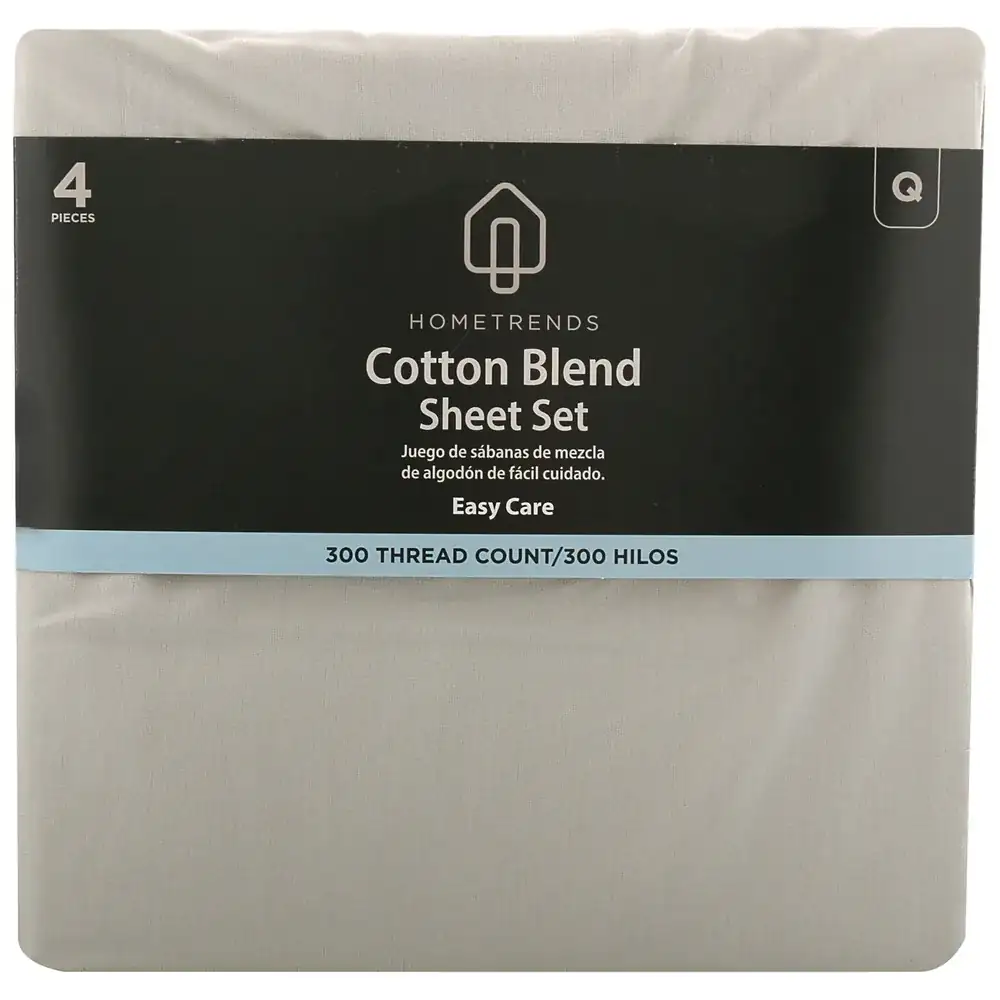 4
PIECES
Q
HOMETRENDS
Cotton Blend
Sheet Set
Juego de sábanas de mezcla
de algodón de fácil cuidado.
Easy Care
300 THREAD COUNT/300 HILOS